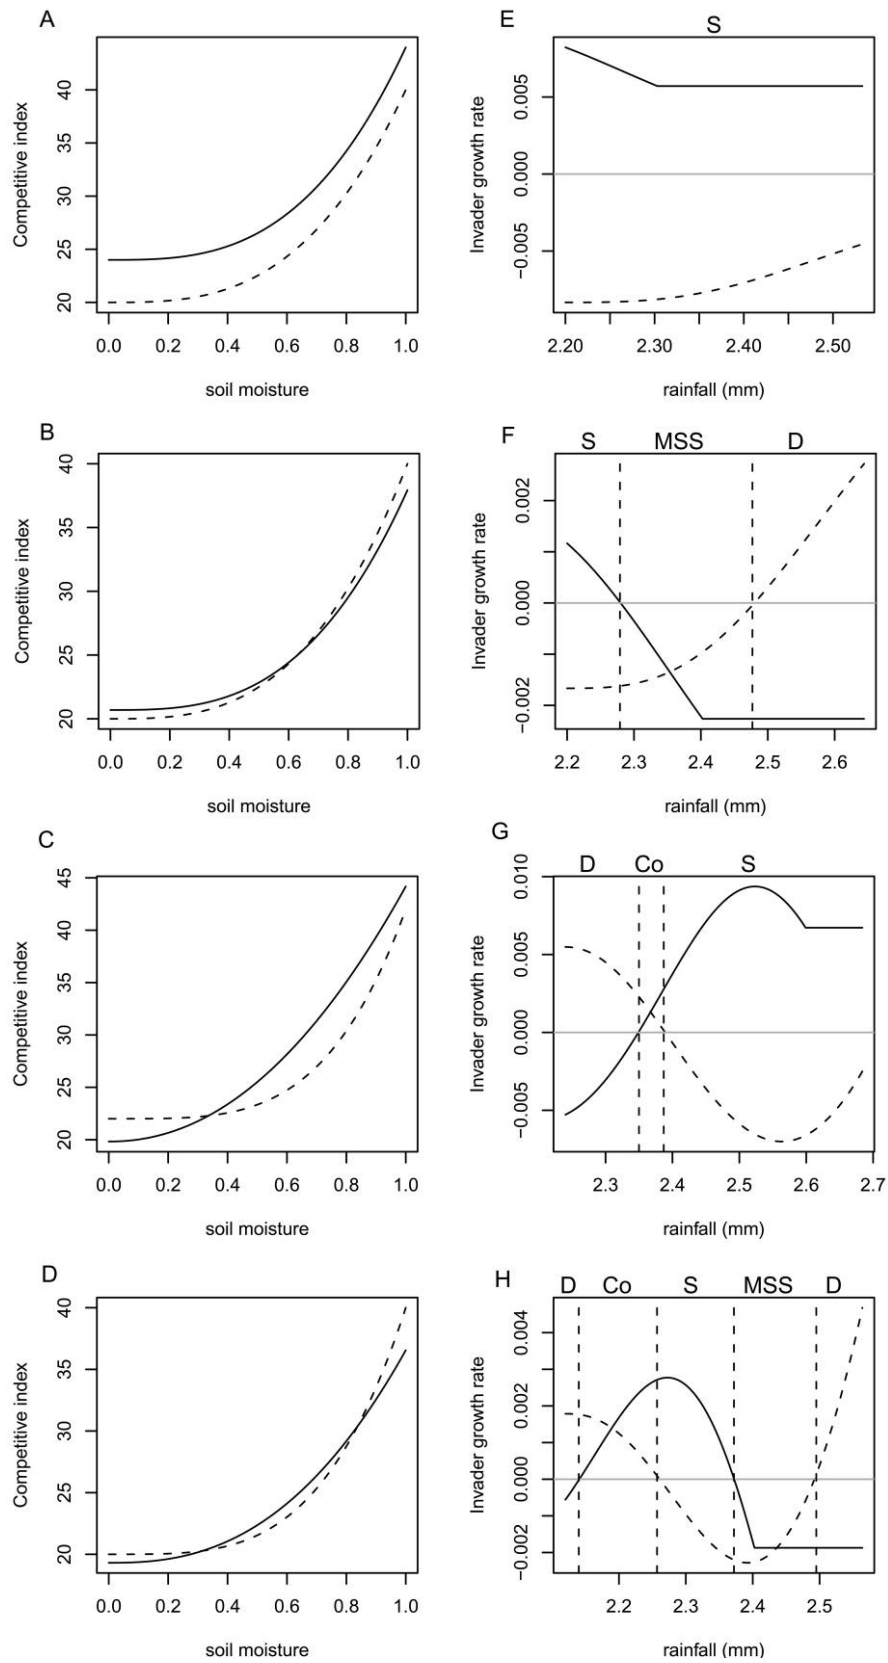 A
Competitive index
20 25 30 35 40
0.0 0.2 0.4 0.6 0.8 1.0
soil moisture
E
S
Invader growth rate
−0.005 0.000 0.005
2.20 2.30 2.40 2.50
rainfall (mm)
B
Competitive index
20 25 30 35 40
0.0 0.2 0.4 0.6 0.8 1.0
soil moisture
F
S MSS D
Invader growth rate
−0.002 0.000 0.002
2.2 2.3 2.4 2.5 2.6
rainfall (mm)
C
Competitive index
20 25 30 35 40 45
0.0 0.2 0.4 0.6 0.8 1.0
soil moisture
G
D Co S
Invader growth rate
−0.005 0.000 0.005 0.010
2.3 2.4 2.5 2.6 2.7
rainfall (mm)
D
Competitive index
20 25 30 35 40
0.0 0.2 0.4 0.6 0.8 1.0
soil moisture
H
D Co S MSS D
Invader growth rate
−0.002 0.000 0.002 0.004
2.2 2.3 2.4 2.5
rainfall (mm)